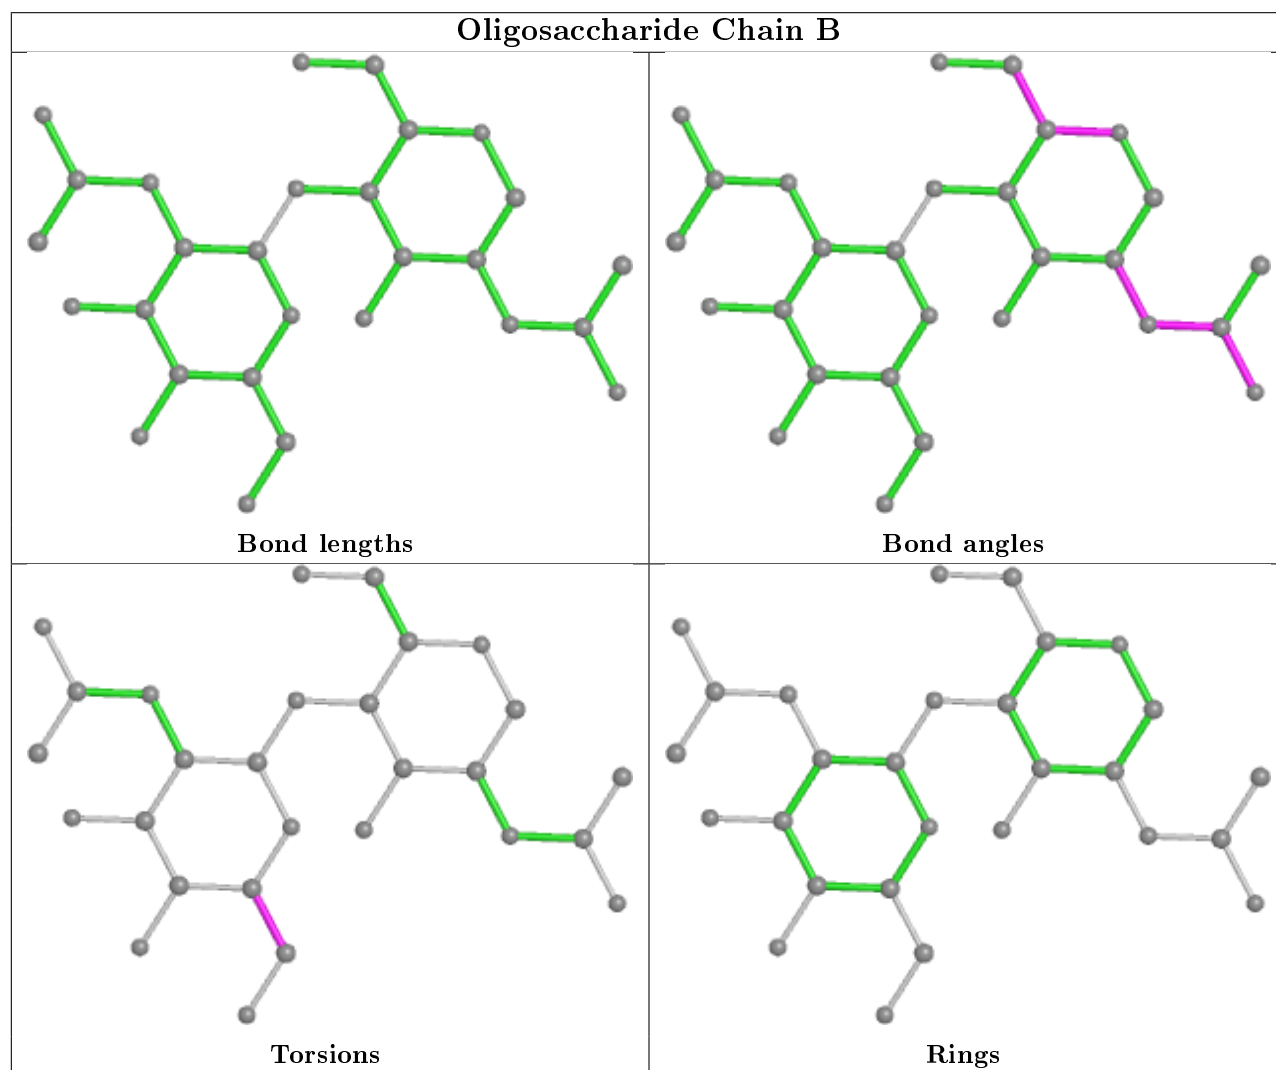 Oligosaccharide Chain B
Bond lengths
Bond angles
Torsions
Rings